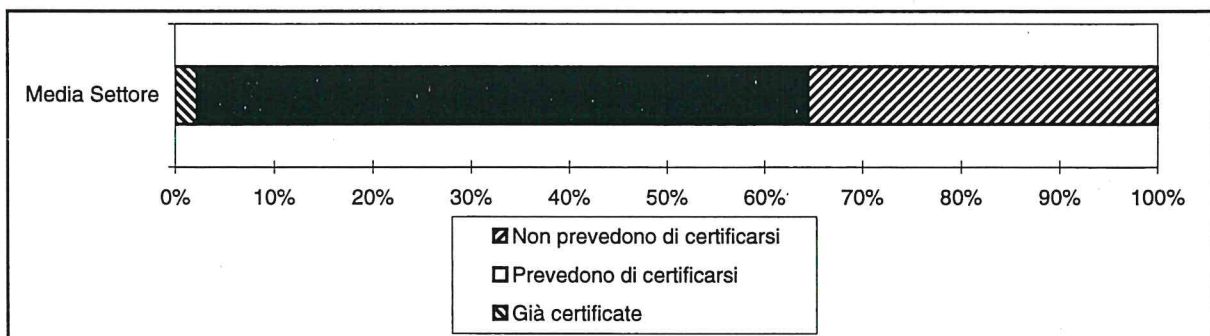 Media Settore
0% 10% 20% 30% 40% 50% 60% 70% 80% 90% 100%
Non prevedono di certificarsi
Prevedono di certificarsi
Già certificate